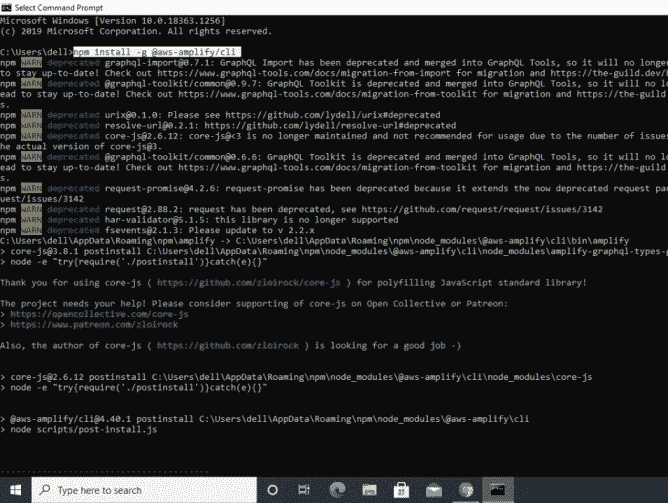 Select Command Prompt
Microsoft Windows [Version 10.0.18363.1256]
(c) 2019 Microsoft Corporation. All rights reserved.
C:\Users\dell>npm install -g @aws-amplify/cli
npm WARN deprecated graphql-import@0.7.1: GraphQL Import has been deprecated and merged into GraphQL Tools, so it will no longer
to stay up-to-date! Check out https://www.graphql-tools.com/docs/migration-from-import for migration and https://the-guild.dev/
npm WARN deprecated @graphql-toolkit/common@0.9.7: GraphQL Toolkit is deprecated and merged into GraphQL Tools, so it will no lo
ead to stay up-to-date! Check out https://www.graphql-tools.com/docs/migration-from-toolkit for migration and https://the-guild
s.
npm WARN deprecated urix@0.1.0: Please see https://github.com/lydell/urix#deprecated
npm WARN deprecated resolve-url@0.2.1: https://github.com/lydell/resolve-url#deprecated
npm WARN deprecated core-js@2.6.12: core-js@<3 is no longer maintained and not recommended for usage due to the number of issues
he actual version of core-js@3.
npm WARN deprecated @graphql-toolkit/common@0.6.6: GraphQL Toolkit is deprecated and merged into GraphQL Tools, so it will no lo
ead to stay up-to-date! Check out https://www.graphql-tools.com/docs/migration-from-toolkit for migration and https://the-guild
s.
npm WARN deprecated request-promise@4.2.6: request-promise has been deprecated because it extends the now deprecated request pa
uest/issues/3142
npm WARN deprecated request@2.88.2: request has been deprecated, see https://github.com/request/request/issues/3142
npm WARN deprecated har-validator@5.1.5: this library is no longer supported
npm WARN deprecated fsevents@2.1.3: Please update to v 2.2.x
C:\Users\dell\AppData\Roaming\npm\amplify -> C:\Users\dell\AppData\Roaming\npm\node_modules\@aws-amplify\cli\bin\amplify
> core-js@3.8.1 postinstall C:\Users\dell\AppData\Roaming\npm\node_modules\@aws-amplify\cli\node_modules\amplify-graphql-types-g
> node -e "try{require('./postinstall')}catch(e){}"
Thank you for using core-js ( https://github.com/zloirock/core-js ) for polyfilling JavaScript standard library!
The project needs your help! Please consider supporting of core-js on Open Collective or Patreon:
> https://opencollective.com/core-js
> https://www.patreon.com/zloirock
Also, the author of core-js ( https://github.com/zloirock ) is looking for a good job -)
> core-js@2.6.12 postinstall C:\Users\dell\AppData\Roaming\npm\node_modules\@aws-amplify\cli\node_modules\core-js
> node -e "try{require('./postinstall')}catch(e){}"
> @aws-amplify/cli@4.40.1 postinstall C:\Users\dell\AppData\Roaming\npm\node_modules\@aws-amplify\cli
> node scripts/post-install.js
Type here to search